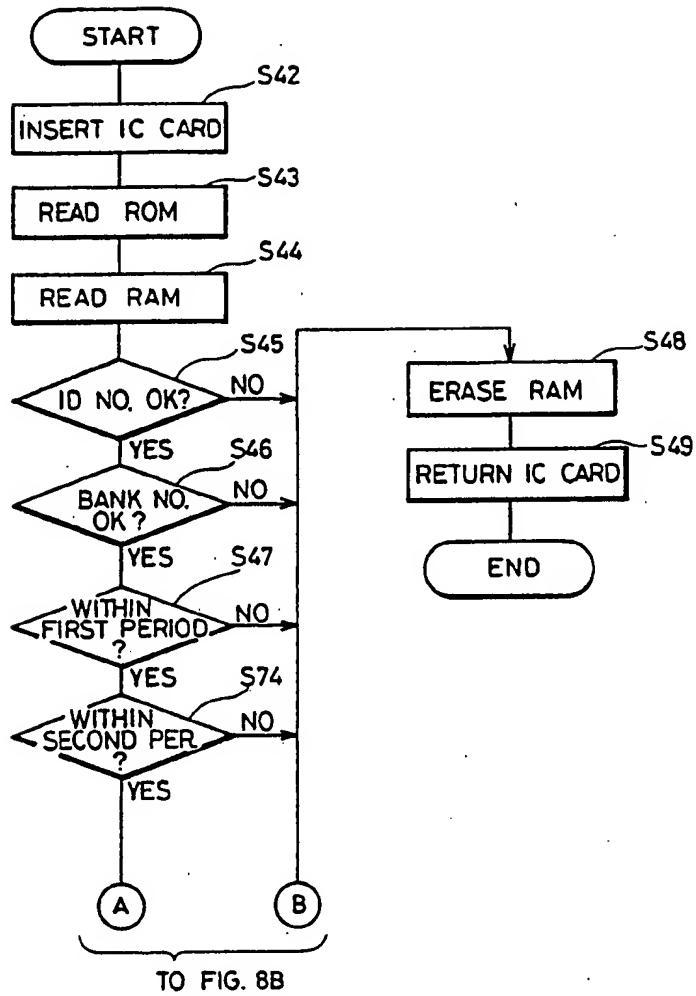 START
S42
INSERT IC CARD
S43
READ ROM
S44
READ RAM
S45
ID NO. OK?
NO
YES
S46
BANK NO.
OK?
NO
YES
S47
WITHIN
FIRST PERIOD
?
NO
YES
S74
WITHIN
SECOND PER.
?
NO
YES
A
B
TO FIG. 8B
S48
ERASE RAM
S49
RETURN IC CARD
END